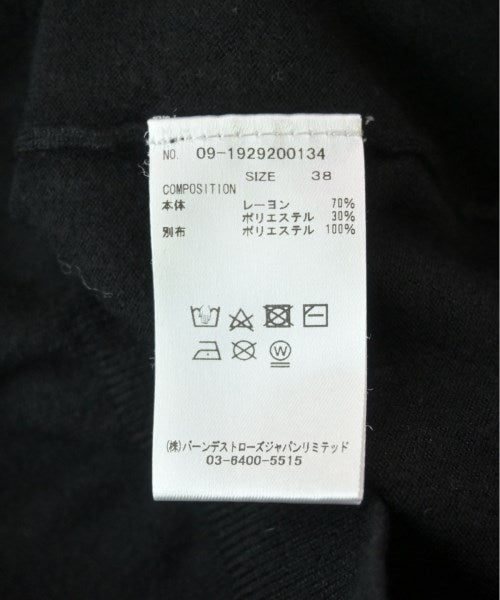 NO. 09-1929200134
SIZE 38
COMPOSITION
本体 レーヨン 70%
ポリエステル 30%
別布 ポリエステル 100%
W
(株)バーンデストローズジャパンリミテッド
03-6400-5515